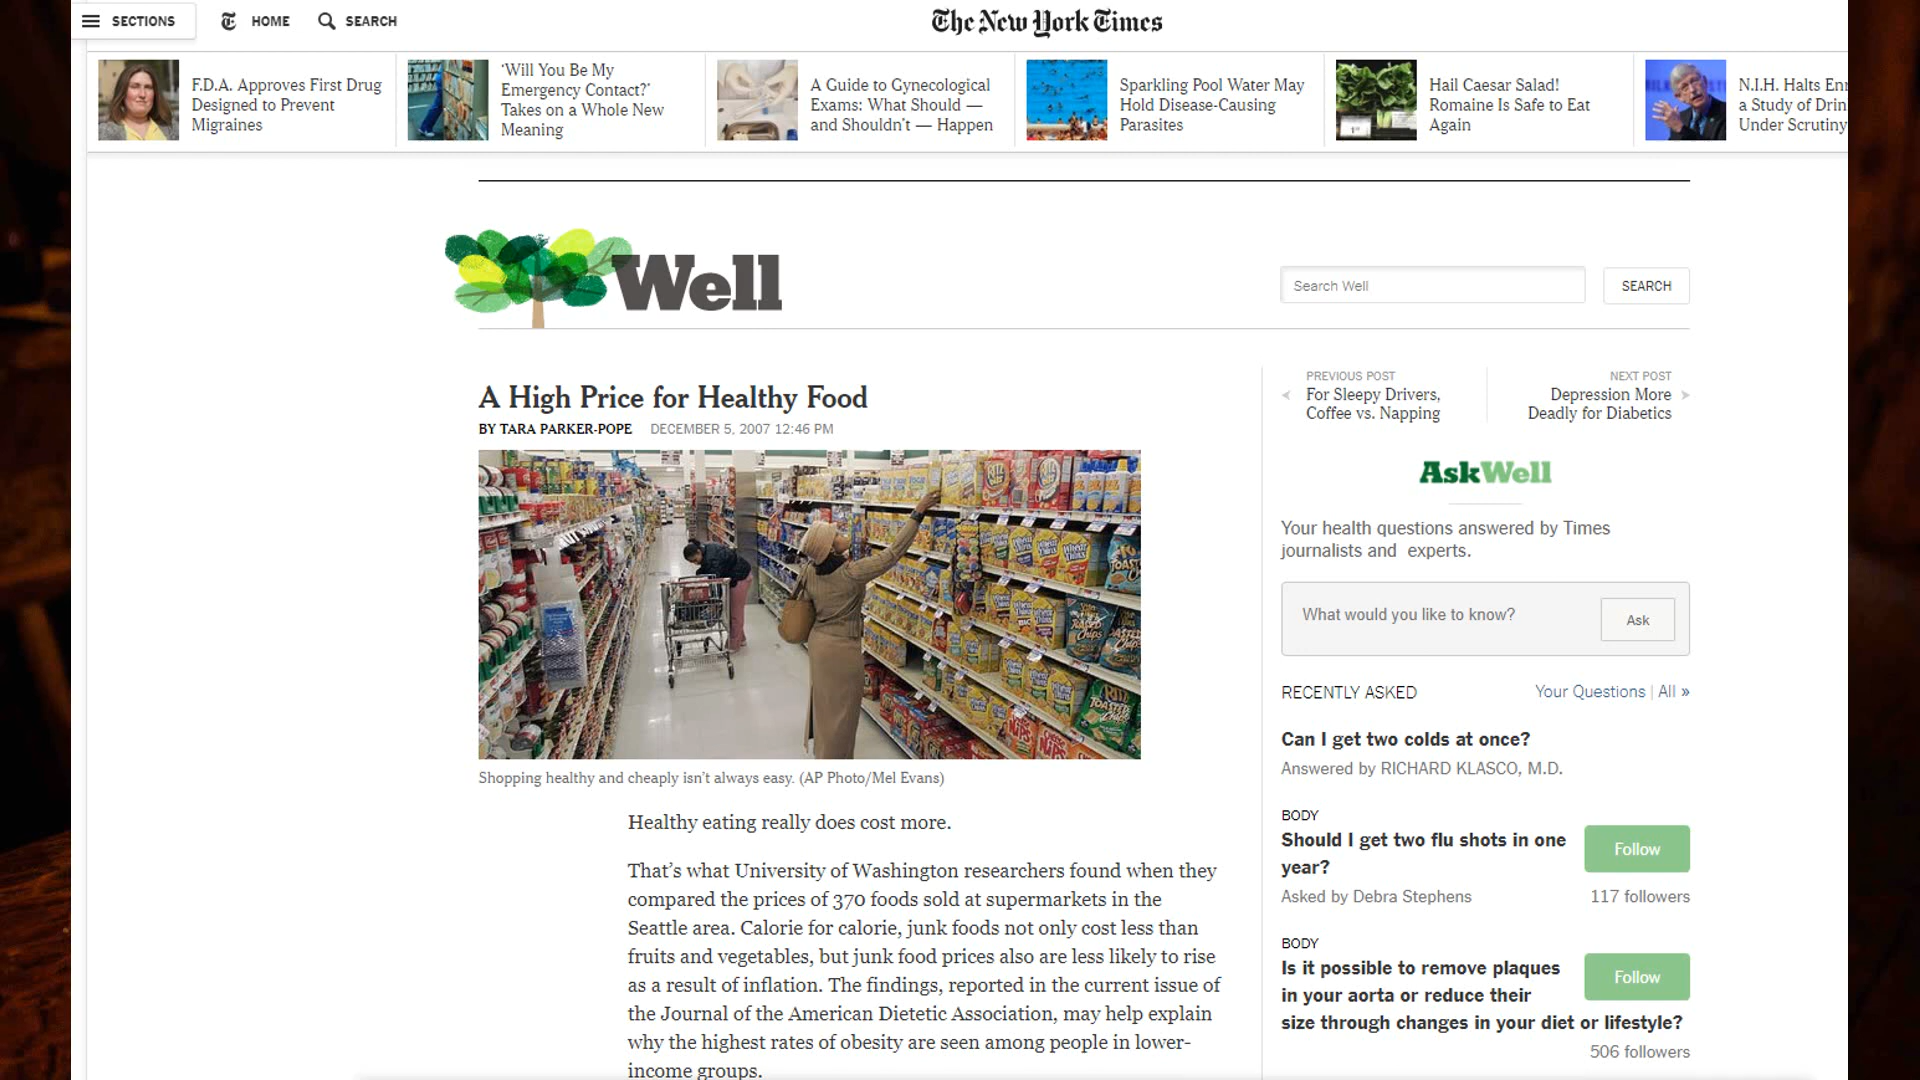 SECTIONS
HOME
SEARCH
The New York Times
F.D.A. Approves First Drug
Designed to Prevent
Migraines
‘Will You Be My
Emergency Contact?’
Takes on a Whole New
Meaning
A Guide to Gynecological
Exams: What Should —
and Shouldn’t — Happen
Sparkling Pool Water May
Hold Disease-Causing
Parasites
Hail Caesar Salad!
Romaine Is Safe to Eat
Again
N.I.H. Halts
a Study of
Under Scrutiny
Well
Search Well
SEARCH
A High Price for Healthy Food
BY TARA PARKER-POPE DECEMBER 5, 2007 12:46 PM
Shopping healthy and cheaply isn’t always easy. (AP Photo/Mel Evans)
Healthy eating really does cost more.
That’s what University of Washington researchers found when they
compared the prices of 370 foods sold at supermarkets in the
Seattle area. Calorie for calorie, junk foods not only cost less than
fruits and vegetables, but junk food prices also are less likely to rise
as a result of inflation. The findings, reported in the current issue of
the Journal of the American Dietetic Association, may help explain
why the highest rates of obesity are seen among people in lower-
income groups.
PREVIOUS POST
For Sleepy Drivers,
Coffee vs. Napping
NEXT POST
Depression More
Deadly for Diabetics
AskWell
Your health questions answered by Times
journalists and experts.
What would you like to know?
Ask
RECENTLY ASKED
Your Questions | All »
Can I get two colds at once?
Answered by RICHARD KLASCO, M.D.
BODY
Should I get two flu shots in one
year?
Asked by Debra Stephens
Follow
117 followers
BODY
Is it possible to remove plaques
in your aorta or reduce their
size through changes in your diet or lifestyle?
Follow
506 followers